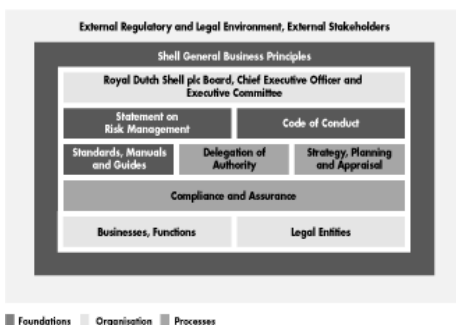 External Regulatory and Legal Environment, External Stakeholders
Shell General Business Principles
Royal Dutch Shell plc Board, Chief Executive Officer and
Executive Committee
Statement on
Risk Management
Code of Conduct
Standards, Manuals
and Guides
Delegation of
Authority
Strategy, Planning
and Appraisal
Compliance and Assurance
Businesses, Functions
Legal Entities
Foundations Organisation Processes